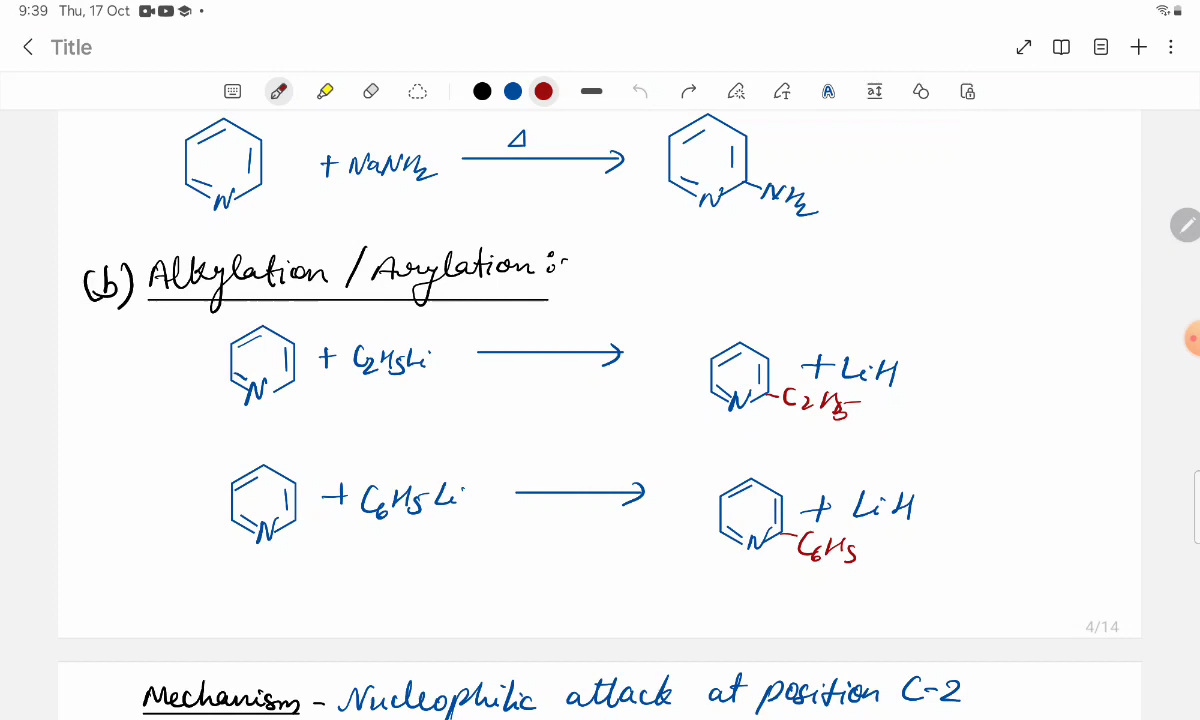 9:39 Thu, 17 Oct
Title
N + NaNH2 Δ N NH2
(b) Alkylation / Arylation :-
N + C2H5Li N C2H5 + LiH
N + C6H5Li N C6H5 + LiH
4/14
Mechanism - Nucleophilic attack at position C-2